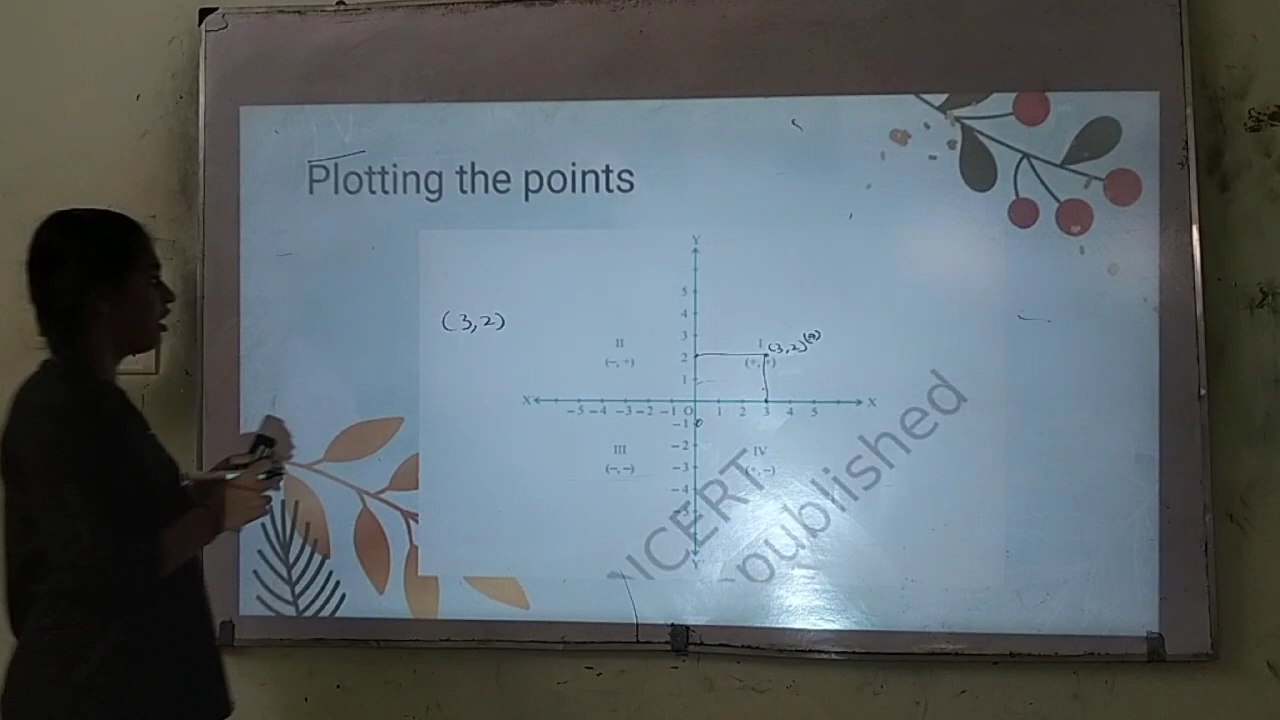 Plotting the points
Y
5
4
(3,2)
3
II
I
(3,2)
(–, +)
2
(+, +)
1
X
–5 –4 –3 –2 –1 O 1 2 3 4 5
X
–1
III
–2
IV
(–, –)
–3
(+, –)
–4
NCERT
republished